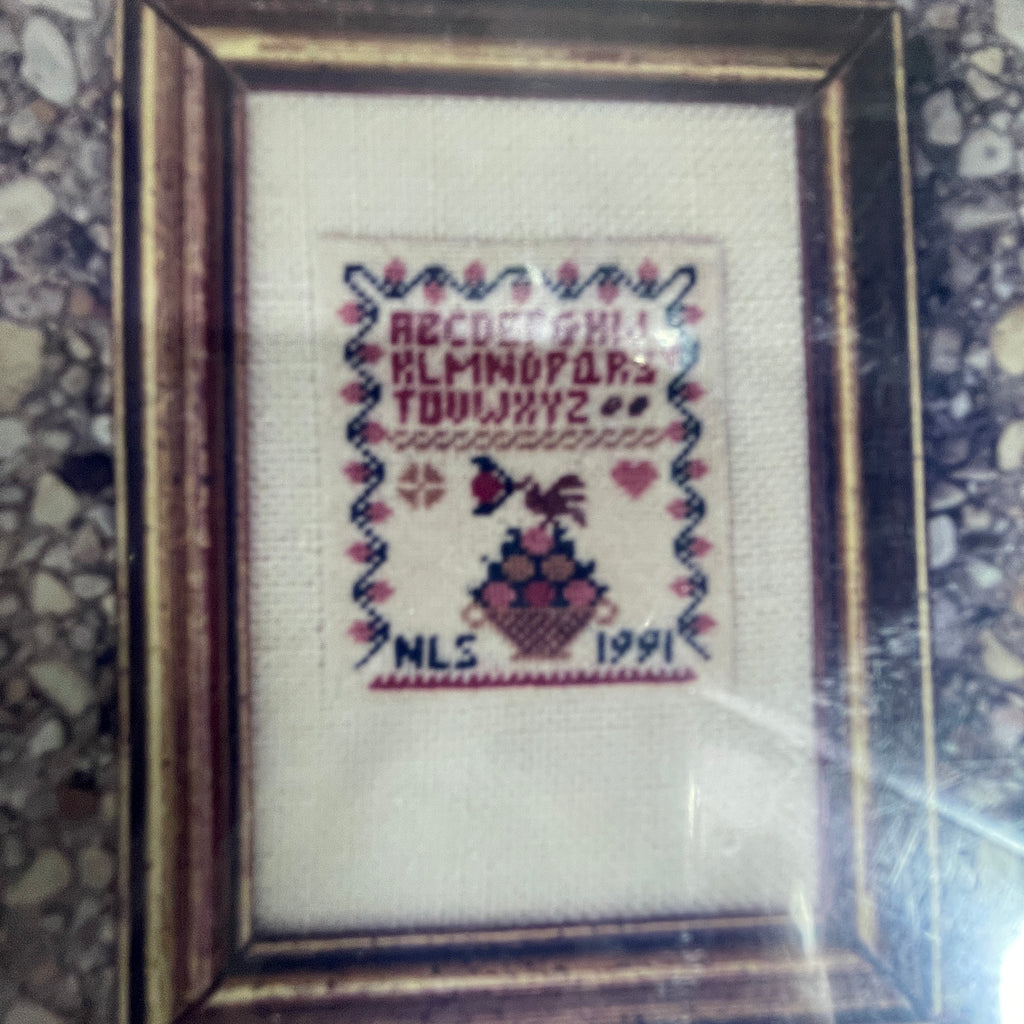 ABCDEFGHIJ
KLMNOPQRS
TUVWXYZ
NLS 1991